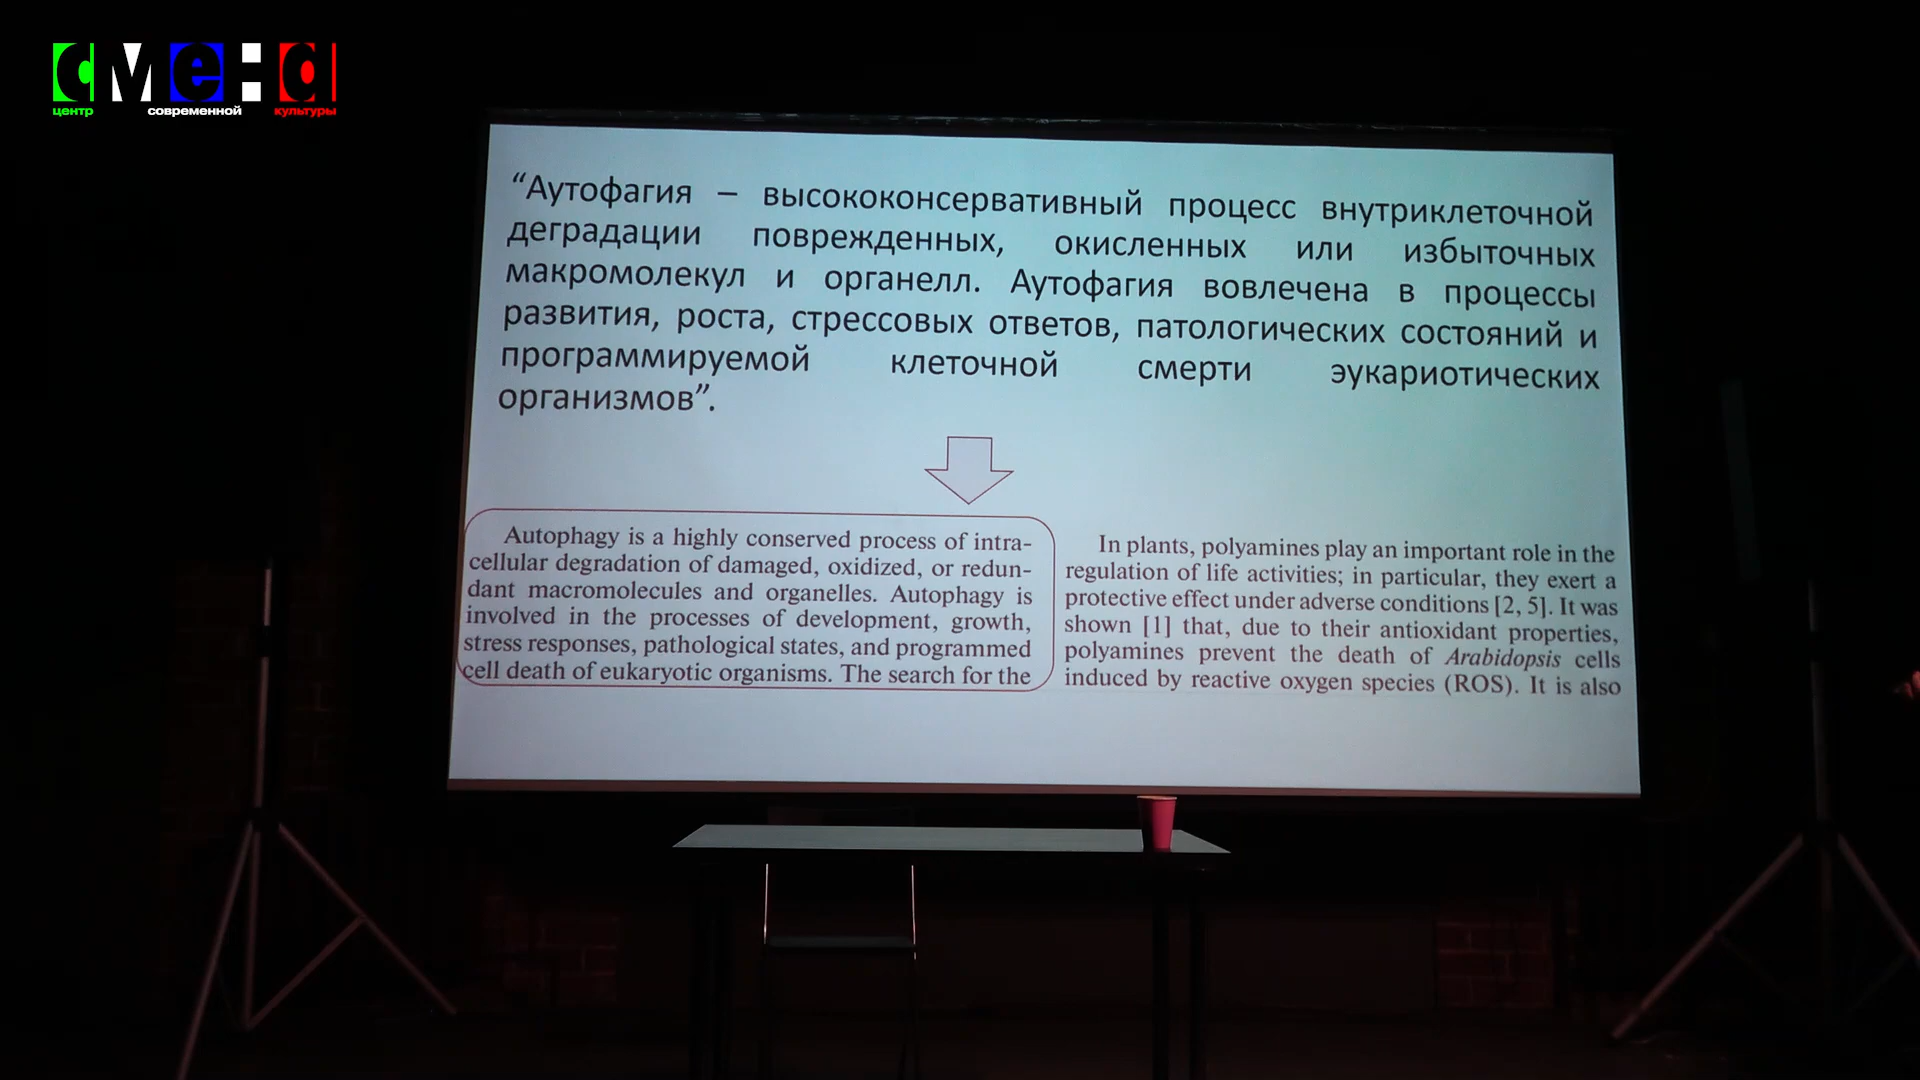 смена
центр современной культуры
“Аутофагия – высококонсервативный процесс внутриклеточной
деградации поврежденных, окисленных или избыточных
макромолекул и органелл. Аутофагия вовлечена в процессы
развития, роста, стрессовых ответов, патологических состояний и
программируемой клеточной смерти эукариотических
организмов”.
Autophagy is a highly conserved process of intra-
cellular degradation of damaged, oxidized, or redun-
dant macromolecules and organelles. Autophagy is
involved in the processes of development, growth,
stress responses, pathological states, and programmed
cell death of eukaryotic organisms. The search for the
In plants, polyamines play an important role in the
regulation of life activities; in particular, they exert a
protective effect under adverse conditions [2, 5]. It was
shown [1] that, due to their antioxidant properties,
polyamines prevent the death of Arabidopsis cells
induced by reactive oxygen species (ROS). It is also